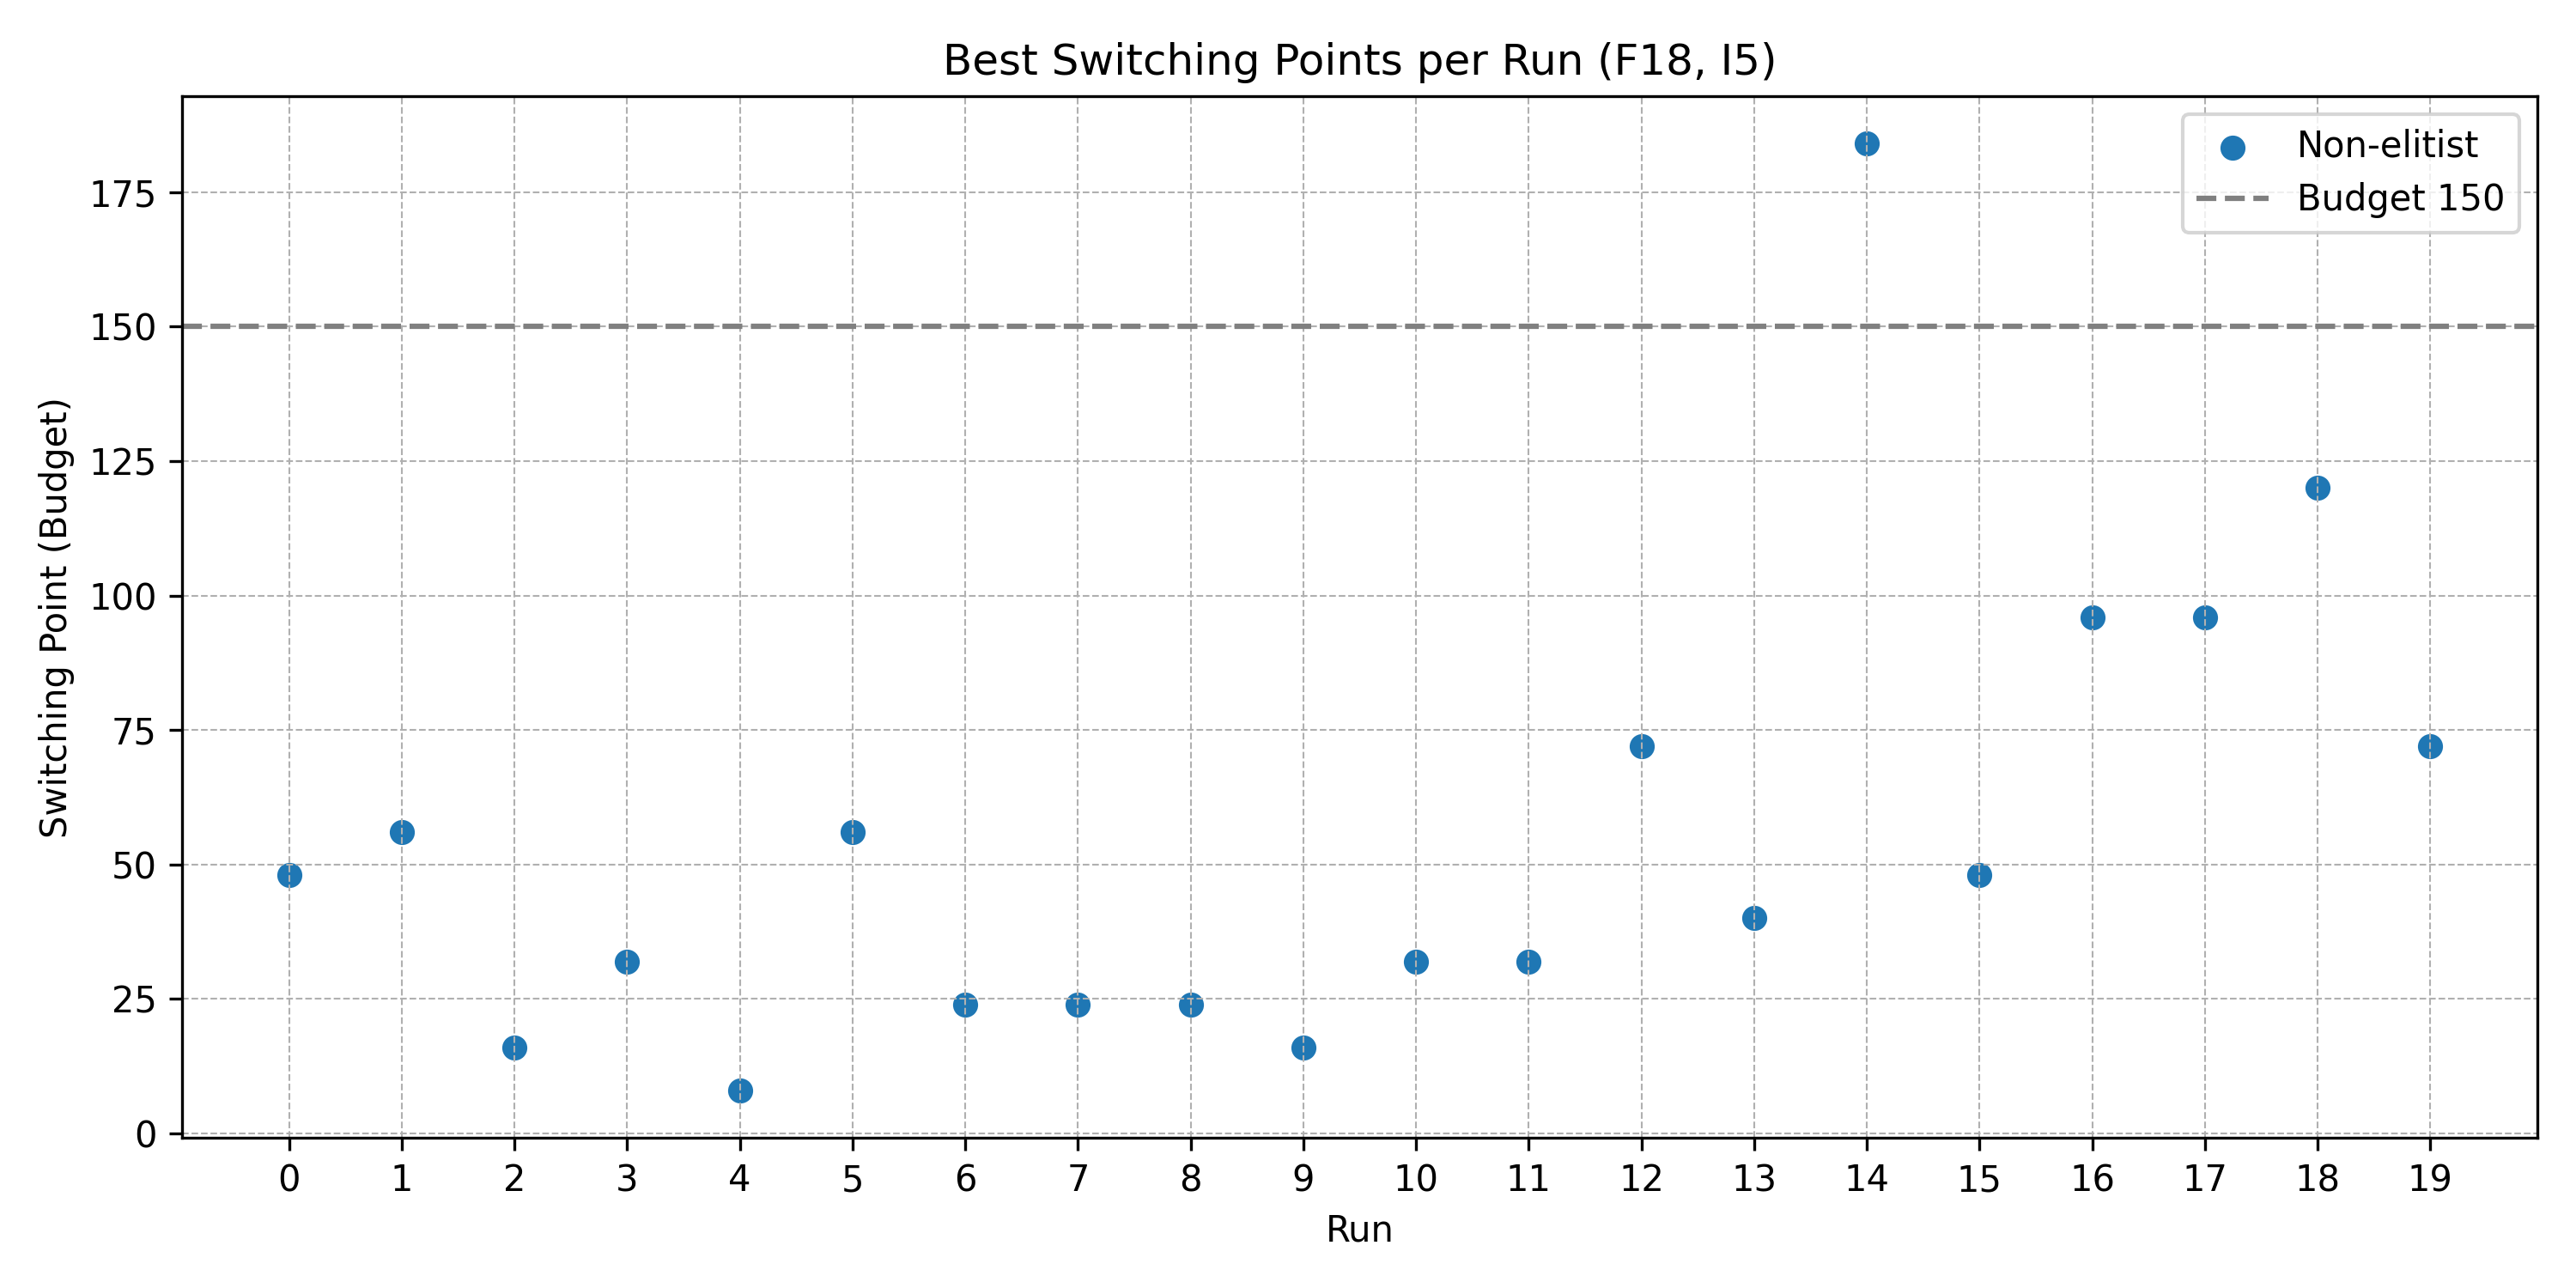 Best Switching Points per Run (F18, I5)
Non-elitist
Budget 150
Switching Point (Budget)
175
150
125
100
75
50
25
0
0 1 2 3 4 5 6 7 8 9 10 11 12 13 14 15 16 17 18 19
Run